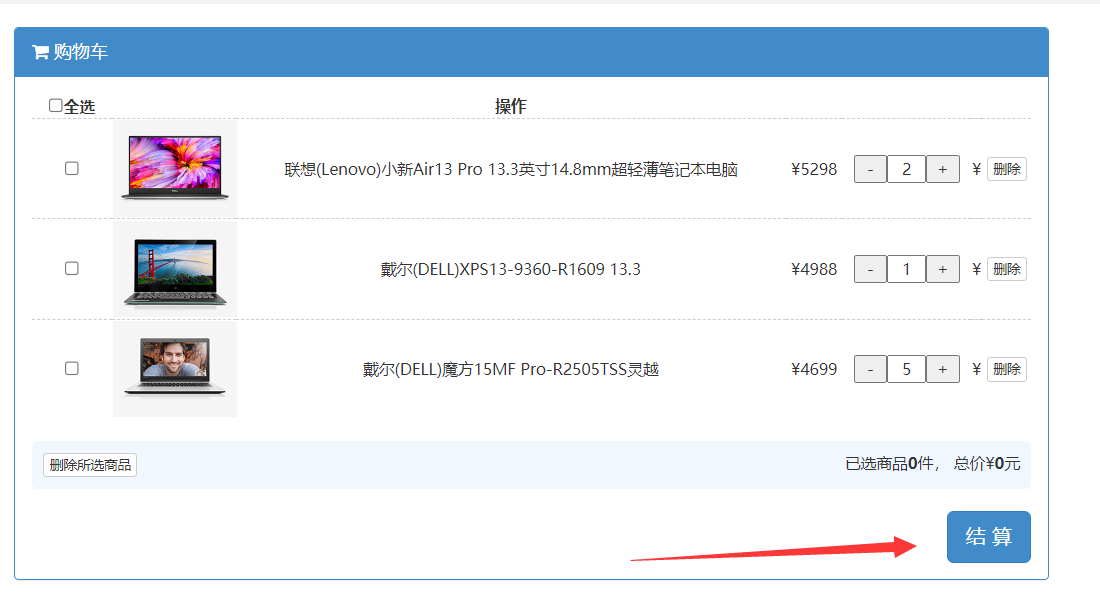 购物车
全选 操作
联想(Lenovo)小新Air13 Pro 13.3英寸14.8mm超轻薄笔记本电脑 ¥5298 - 2 + ¥ 删除
戴尔(DELL)XPS13-9360-R1609 13.3 ¥4988 - 1 + ¥ 删除
戴尔(DELL)魔方15MF Pro-R2505TSS灵越 ¥4699 - 5 + ¥ 删除
删除所选商品 已选商品0件， 总价¥0元
结 算